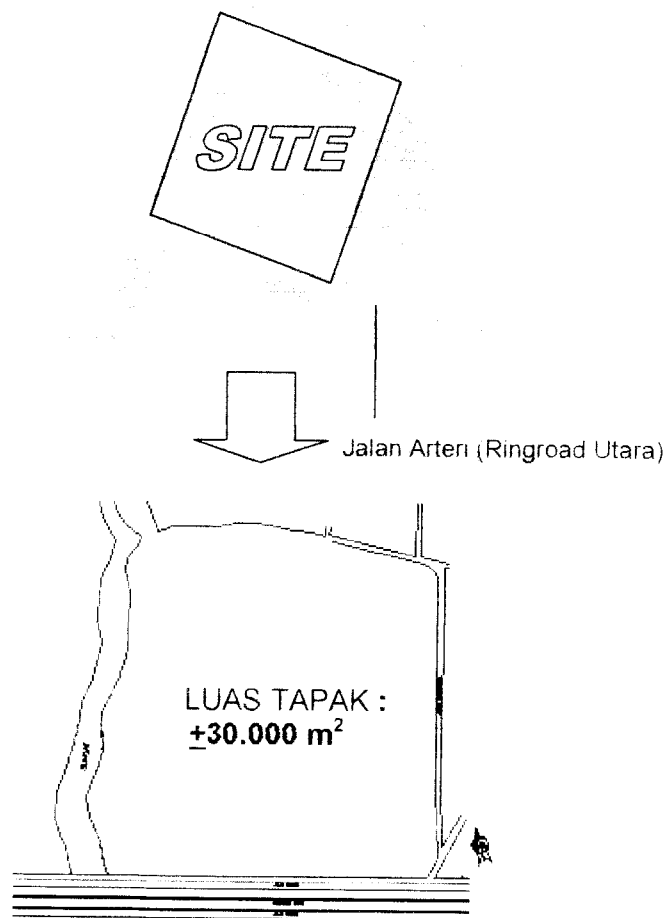 SITE
Jalan Arteri (Ringroad Utara)
LUAS TAPAK :
±30.000 m²